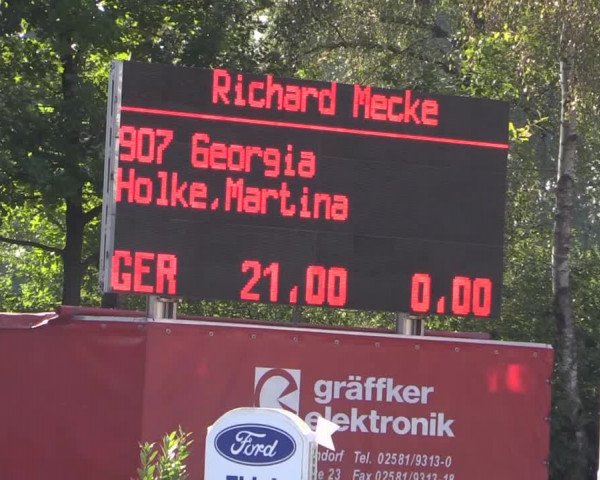 Richard Mecke
907 Georgia
Holke,Martina
GER 21.00 0.00
gräffker
elektronik
Tel. 02581/9313-0
23 Fax 02581/9313-
Ford